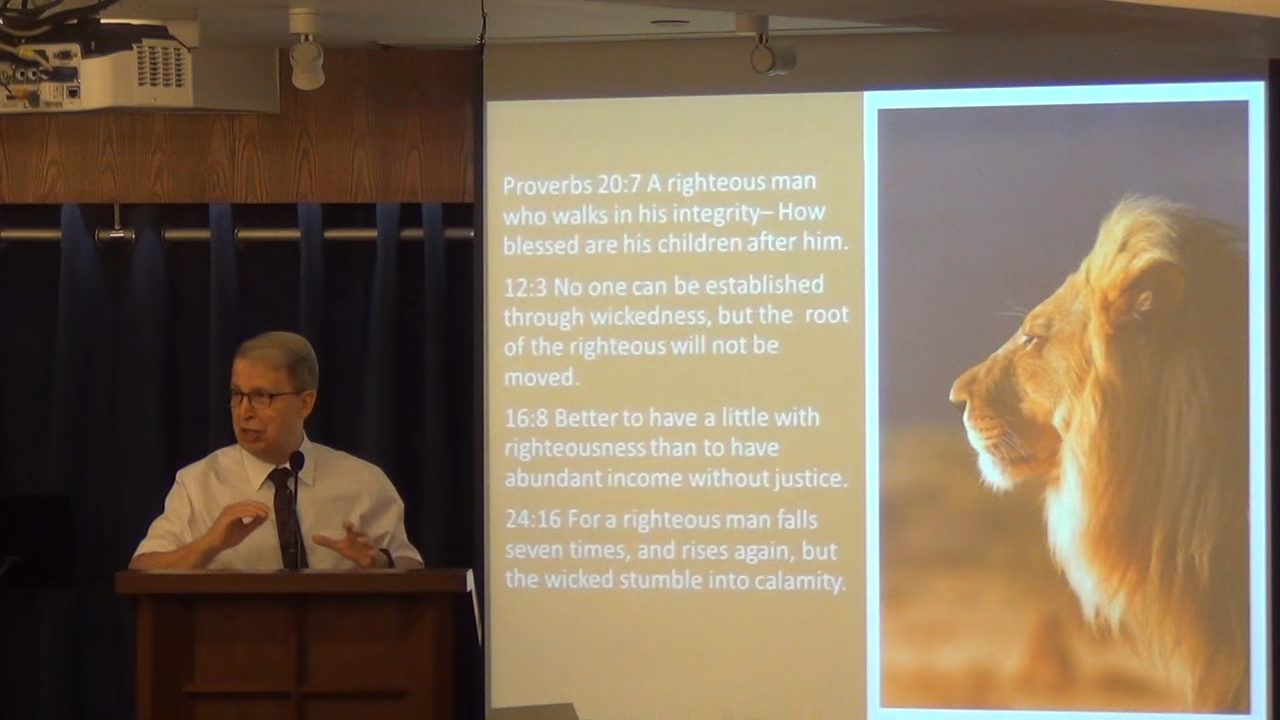 Proverbs 20:7 A righteous man
who walks in his integrity– How
blessed are his children after him.
12:3 No one can be established
through wickedness, but the root
of the righteous will not be
moved.
16:8 Better to have a little with
righteousness than to have
abundant income without justice.
24:16 For a righteous man falls
seven times, and rises again, but
the wicked stumble into calamity.